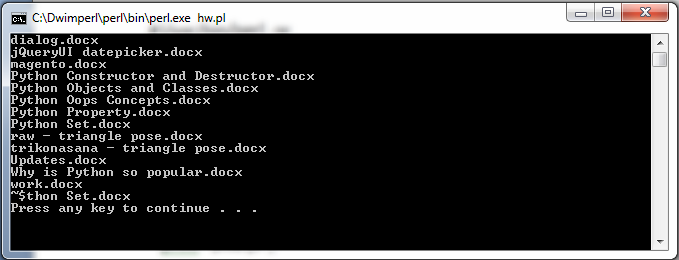 C:\Dwimperl\perl\bin\perl.exe hw.pl
dialog.docx
jQueryUI datepicker.docx
magento.docx
Python Constructor and Destructor.docx
Python Objects and Classes.docx
Python Oops Concepts.docx
Python Property.docx
Python Set.docx
raw - triangle pose.docx
trikonasana - triangle pose.docx
Updates.docx
Why is Python so popular.docx
work.docx
~$thon Set.docx
Press any key to continue . . .